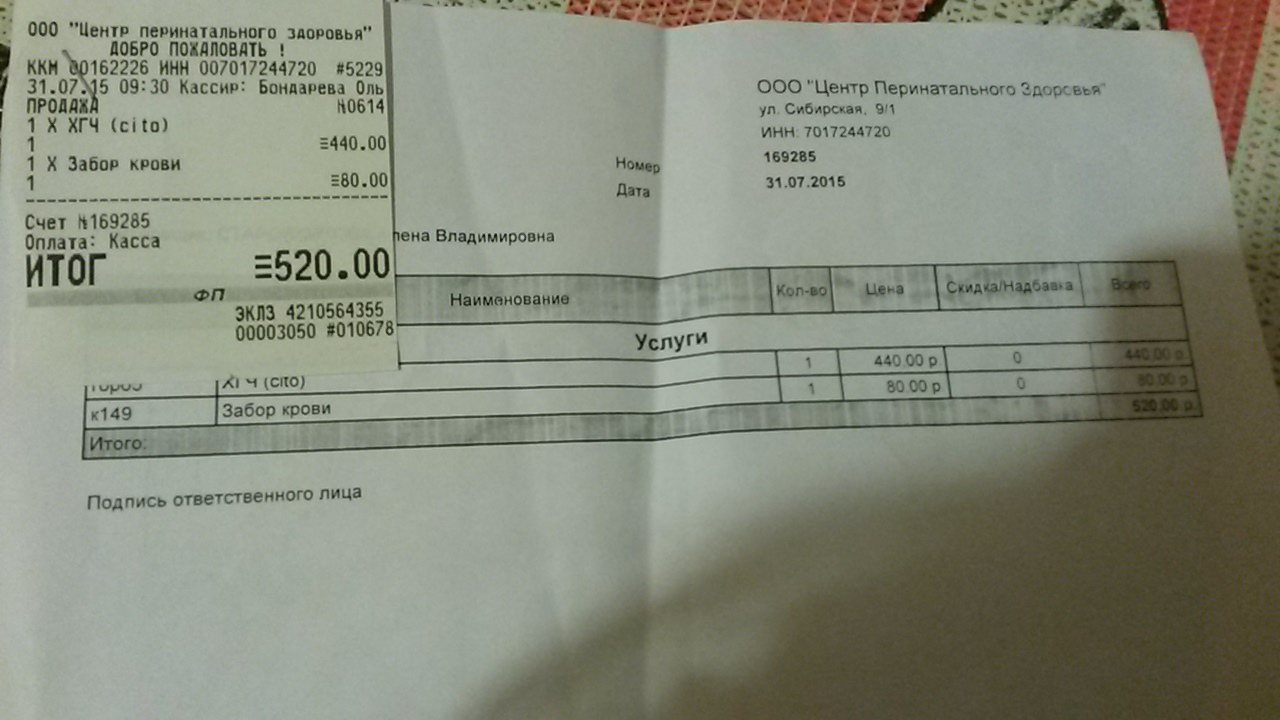 ООО "Центр перинатального здоровья"
ДОБРО ПОЖАЛОВАТЬ !
ККМ 00162226 ИНН 007017244720 #5229
31.07.15 09:30 Кассир: Бондарева Оль
ПРОДАЖА №0614
1 X ХГЧ (cito)
1 ≡440.00
1 X Забор крови
1 ≡80.00
Счет №169285
Оплата: Касса
ИТОГ ≡520.00
ФП
ЭКЛЗ 4210564355
00003050 #010678
ООО "Центр Перинатального Здоровья"
ул. Сибирская, 9/1
ИНН: 7017244720
Номер 169285
Дата 31.07.2015
лена Владимировна
Наименование Кол-во Цена Скидка/Надбавка Всего
Услуги
ХГЧ (cito) 1 440.00 р 0 440.00 р
к149 Забор крови 1 80.00 р 0 80.00 р
Итого: 520.00 р
Подпись ответственного лица